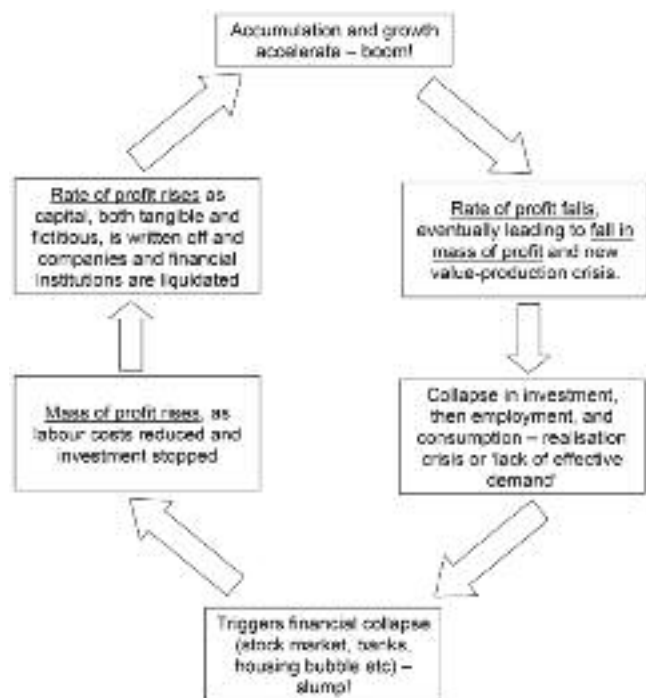 Accumulation and growth
accelerate – boom!
Rate of profit falls,
eventually leading to fall in
mass of profit and new
value-production crisis.
Collapse in investment,
then employment, and
consumption – realisation
crisis or 'lack of effective
demand'
Triggers financial collapse
(stock market, banks,
housing bubble etc) –
slump!
Mass of profit rises, as
labour costs reduced and
investment stopped
Rate of profit rises as
capital, both tangible and
fictitious, is written off and
companies and financial
institutions are liquidated